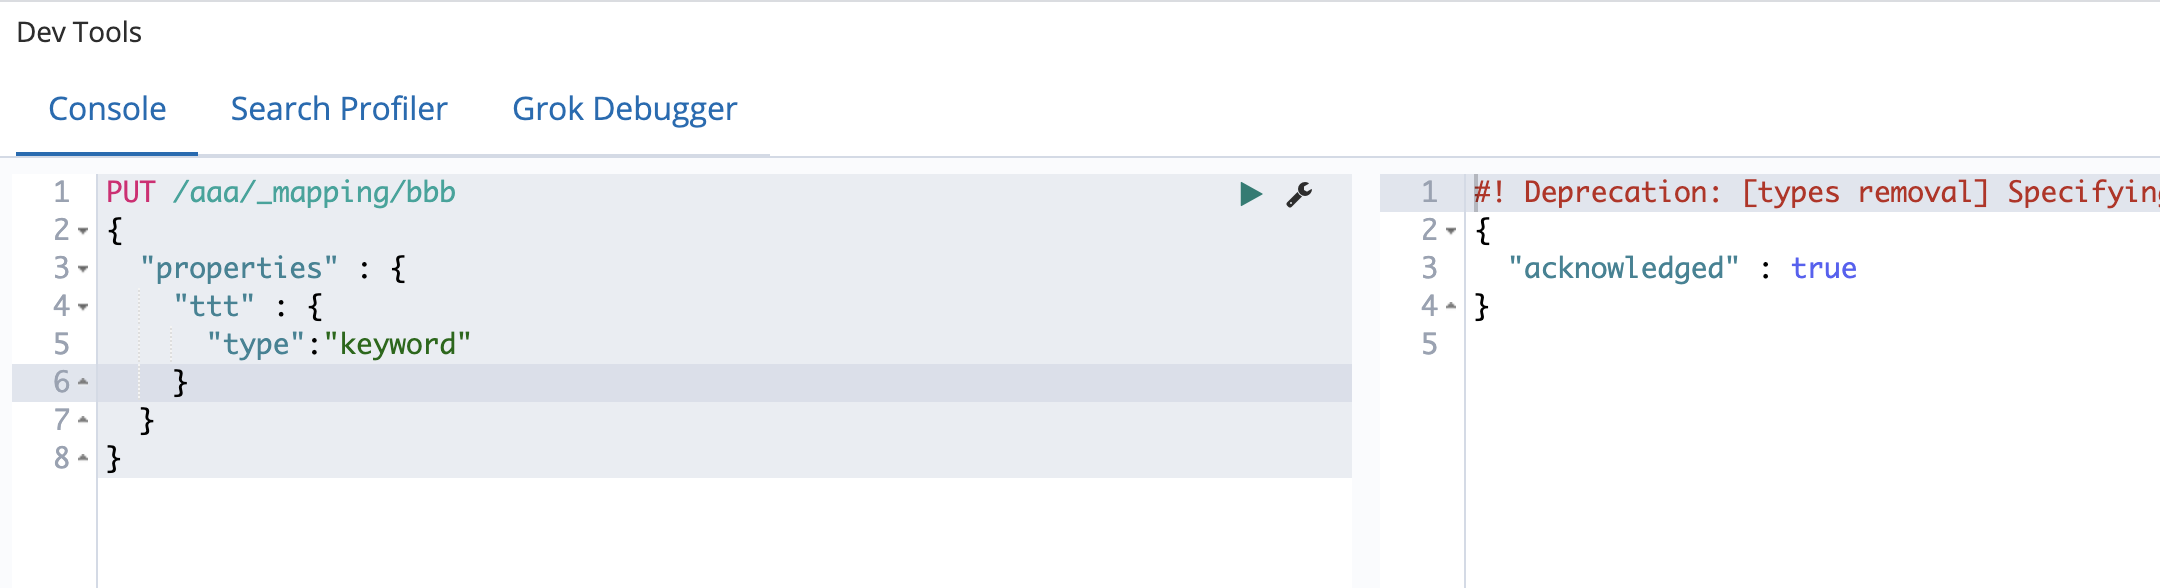 Dev Tools
Console Search Profiler Grok Debugger
1 PUT /aaa/_mapping/bbb
2 {
3 "properties" : {
4 "ttt" : {
5 "type":"keyword"
6 }
7 }
8 }
1 #! Deprecation: [types removal] Specifying
2 {
3 "acknowledged" : true
4 }
5